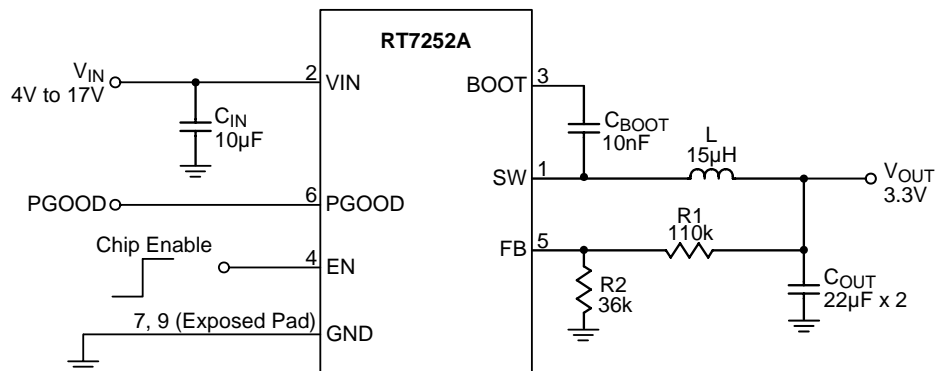 RT7252A
VIN
4V to 17V
2
VIN
CIN
10µF
BOOT
3
CBOOT
10nF
L
15µH
SW
1
VOUT
3.3V
PGOOD
6
PGOOD
R1
110k
FB
5
Chip Enable
4
EN
R2
36k
COUT
22µF x 2
7, 9 (Exposed Pad)
GND